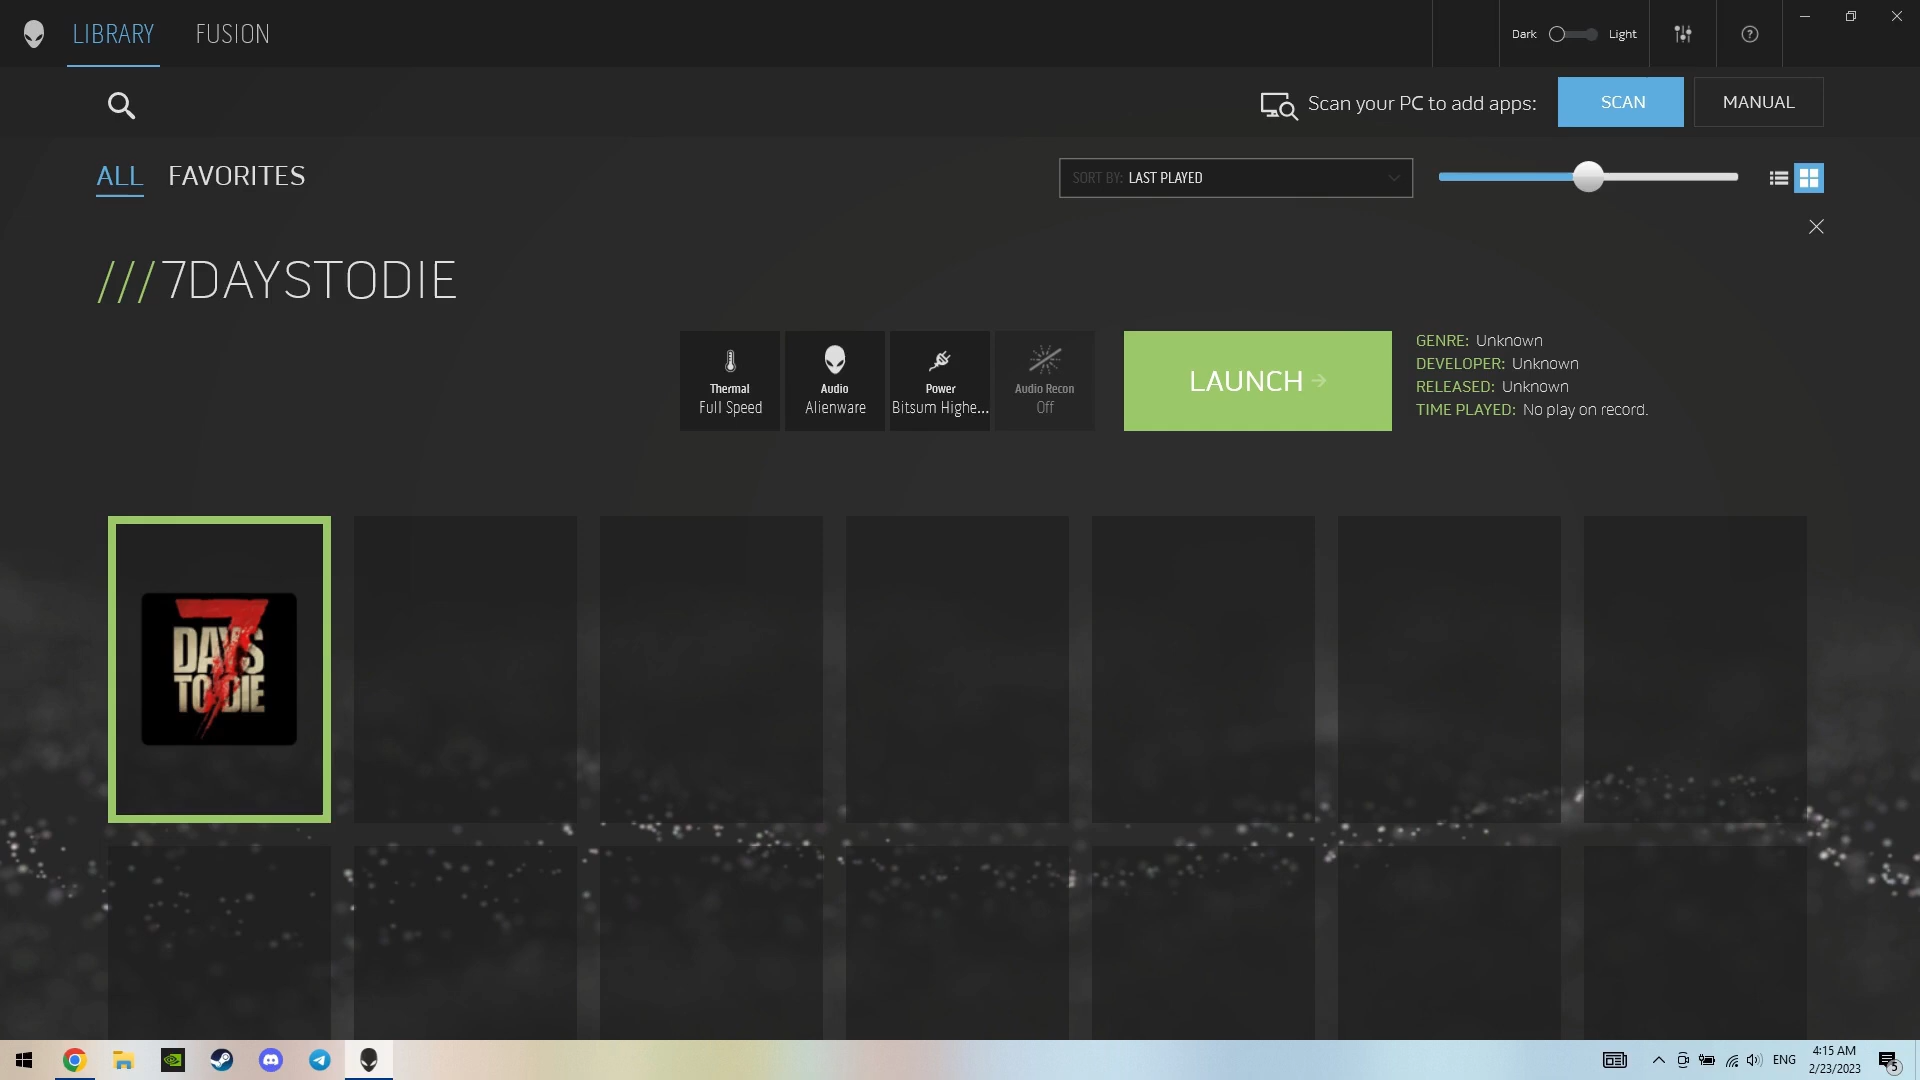 LIBRARY FUSION
Dark Light
Scan your PC to add apps: SCAN MANUAL
ALL FAVORITES
SORT BY: LAST PLAYED
///7DAYSTODIE
Thermal
Full Speed
Audio
Alienware
Power
Bitsum Highe...
Audio Recon
Off
LAUNCH
GENRE: Unknown
DEVELOPER: Unknown
RELEASED: Unknown
TIME PLAYED: No play on record.
7
DAYS
TO DIE
ENG
4:15 AM
2/23/2023
5